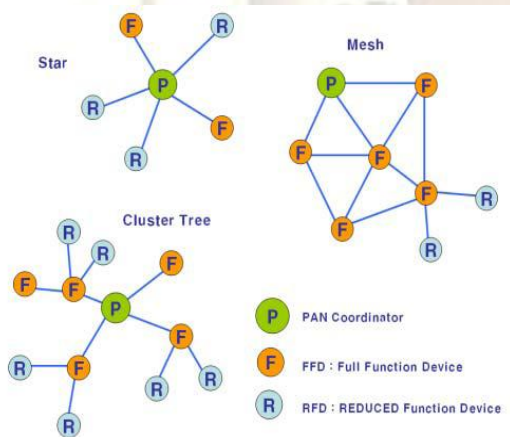 Star
F
R
P
R
F
R
Mesh
P
F
F
F
F
R
F
R
Cluster Tree
R
R
F
F
F
P
F
R
F
R
R
R
P PAN Coordinator
F FFD : Full Function Device
R RFD : REDUCED Function Device